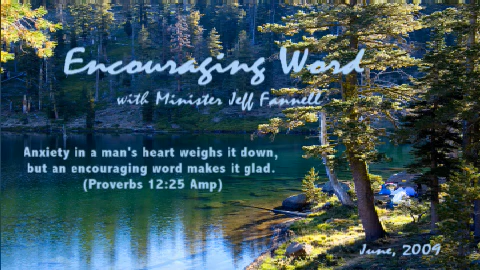 Encouraging Word
with Minister Jeff Fannell
Anxiety in a man's heart weighs it down,
but an encouraging word makes it glad.
(Proverbs 12:25 Amp)
June, 2009